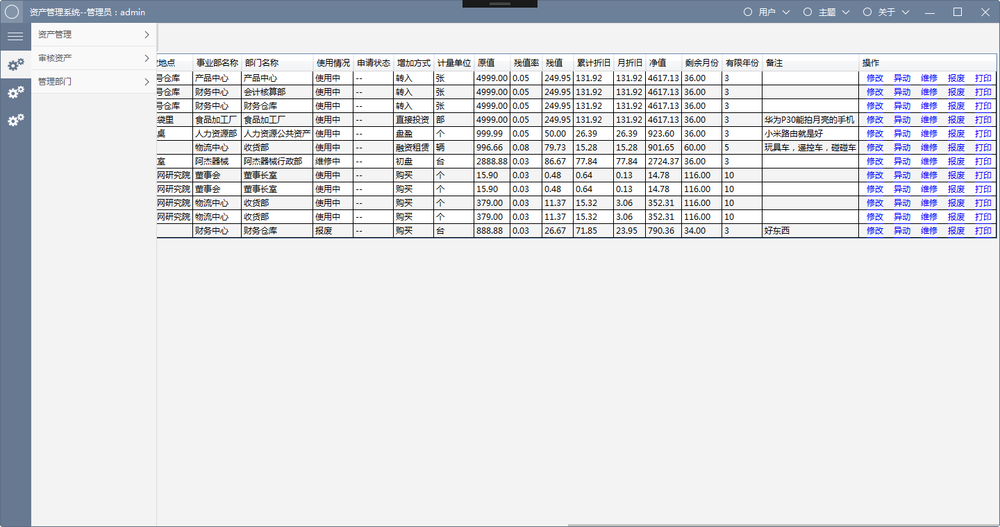 资产管理系统--管理员：admin 用户 主题 关于
资产管理
审核资产
管理部门
地点 事业部名称 部门名称 使用情况 申请状态 增加方式 计量单位 原值 残值率 残值 累计折旧 月折旧 净值 剩余月份 有限年份 备注 操作
号仓库 产品中心 产品中心 使用中 -- 转入 张 4999.00 0.05 249.95 131.92 131.92 4617.13 36.00 3 修改 异动 维修 报废 打印
号仓库 财务中心 会计核算部 使用中 -- 转入 张 4999.00 0.05 249.95 131.92 131.92 4617.13 36.00 3 修改 异动 维修 报废 打印
号仓库 财务中心 财务仓库 使用中 -- 转入 张 4999.00 0.05 249.95 131.92 131.92 4617.13 36.00 3 修改 异动 维修 报废 打印
袋里 食品加工厂 食品加工厂 使用中 -- 直接投资 部 4999.00 0.05 249.95 131.92 131.92 4617.13 36.00 3 华为P30能拍月亮的手机 修改 异动 维修 报废 打印
桌 人力资源部 人力资源公共资产 使用中 -- 盘盈 个 999.99 0.05 50.00 26.39 26.39 923.60 36.00 3 小米路由就是好 修改 异动 维修 报废 打印
物流中心 收货部 使用中 -- 融资租赁 辆 996.66 0.08 79.73 15.28 15.28 901.65 60.00 5 玩具车，遥控车，碰碰车 修改 异动 维修 报废 打印
室 阿杰器械 阿杰器械行政部 维修中 -- 初盘 台 2888.88 0.03 86.67 77.84 77.84 2724.37 36.00 3 修改 异动 维修 报废 打印
网研究院 董事会 董事长室 使用中 -- 购买 个 15.90 0.03 0.48 0.64 0.13 14.78 116.00 10 修改 异动 维修 报废 打印
网研究院 董事会 董事长室 使用中 -- 购买 个 15.90 0.03 0.48 0.64 0.13 14.78 116.00 10 修改 异动 维修 报废 打印
网研究院 物流中心 收货部 使用中 -- 购买 个 379.00 0.03 11.37 15.32 3.06 352.31 116.00 10 修改 异动 维修 报废 打印
网研究院 物流中心 收货部 使用中 -- 购买 个 379.00 0.03 11.37 15.32 3.06 352.31 116.00 10 修改 异动 维修 报废 打印
财务中心 财务仓库 报废 -- 购买 台 888.88 0.03 26.67 71.85 23.95 790.36 34.00 3 好东西 修改 异动 维修 报废 打印